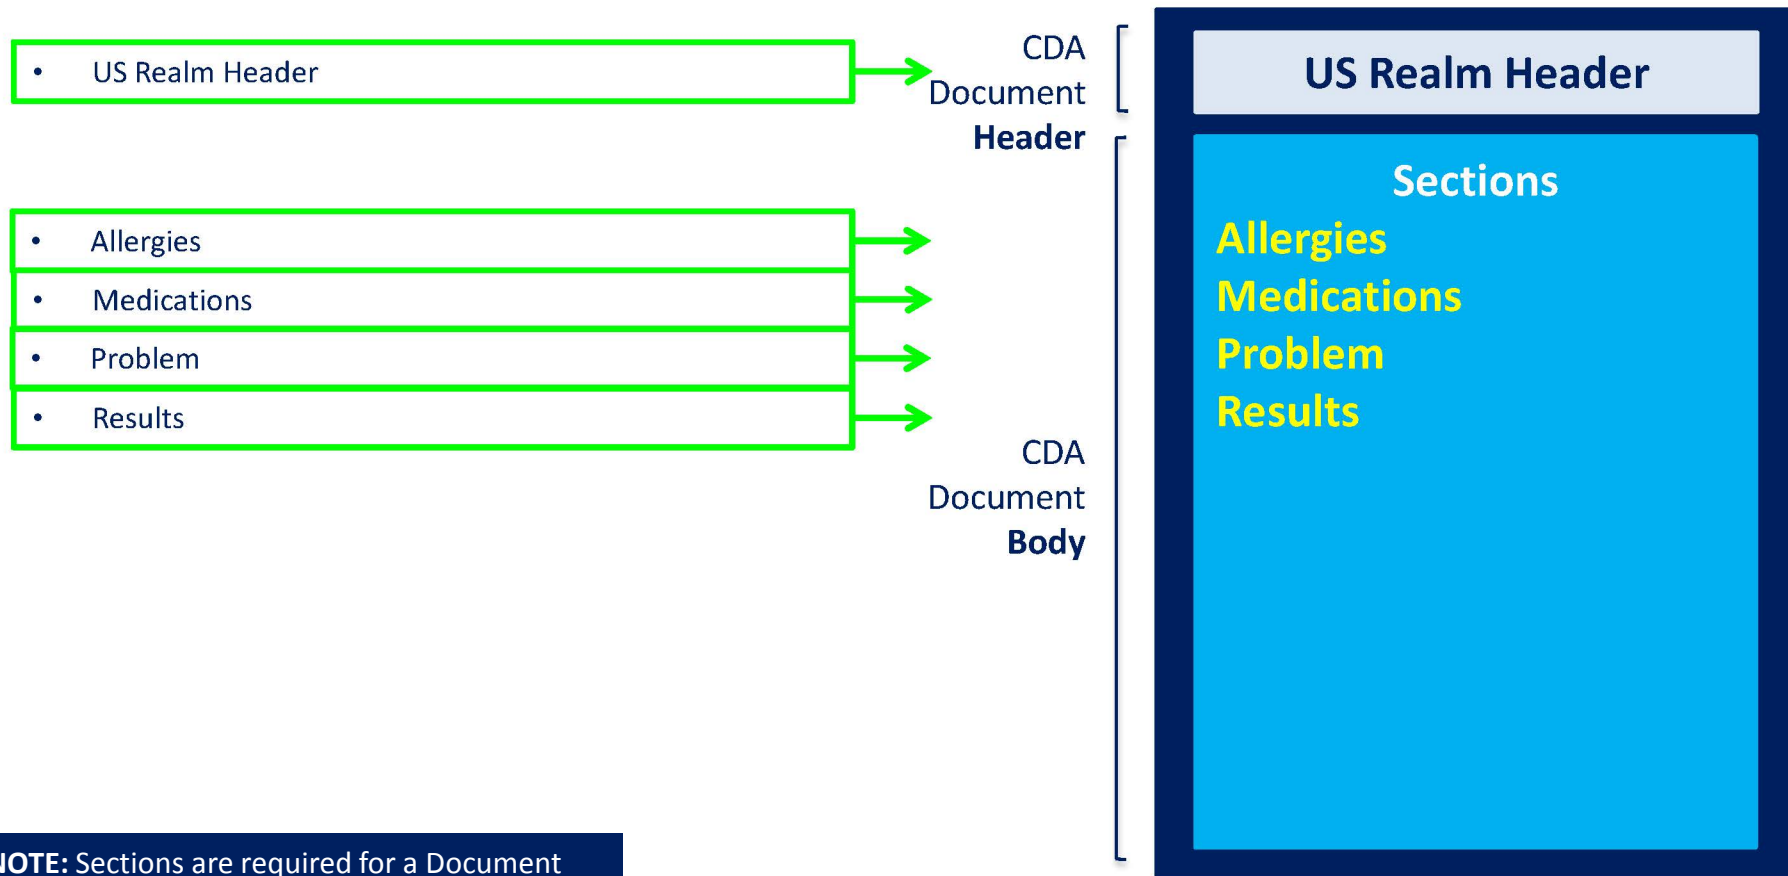 • US Realm Header
• Allergies
• Medications
• Problem
• Results
CDA
Document
Header
CDA
Document
Body
US Realm Header
Sections
Allergies
Medications
Problem
Results
NOTE: Sections are required for a Document